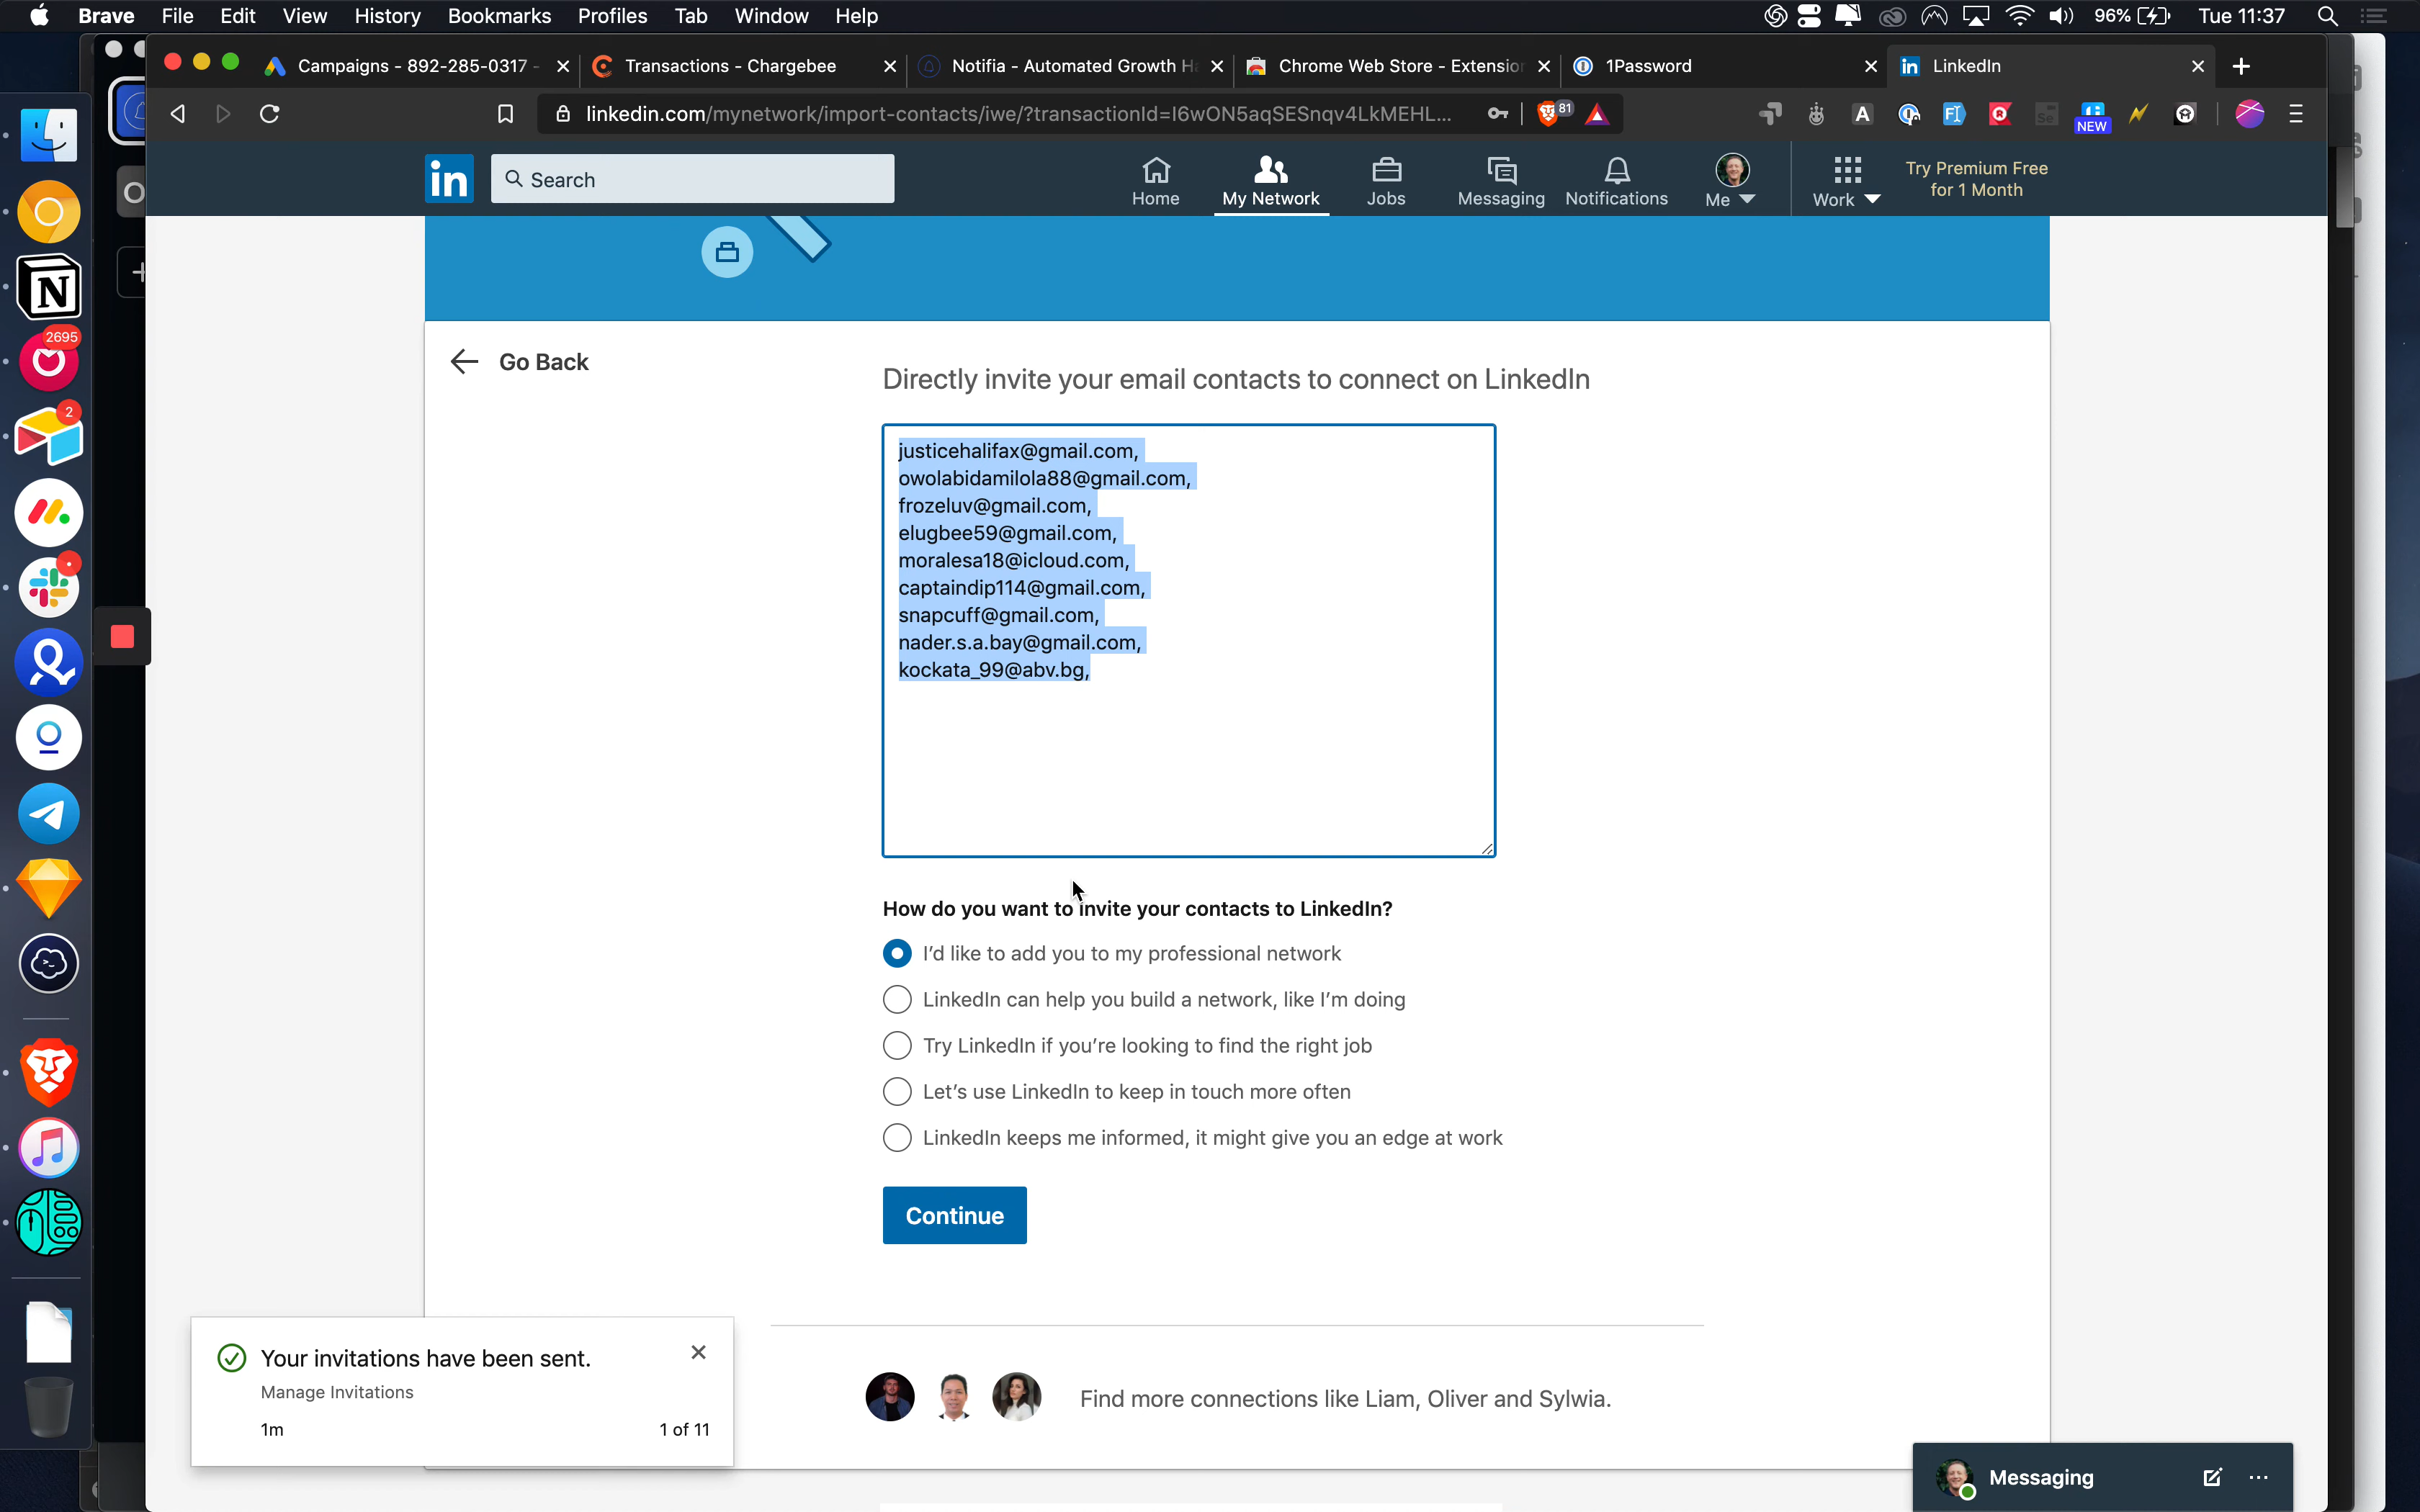 Brave File Edit View History Bookmarks Profiles Tab Window Help
96% Tue 11:37
Campaigns - 892-285-0317 -
Transactions - Chargebee
Notifia - Automated Growth H
Chrome Web Store - Extension
1Password
LinkedIn
linkedin.com/mynetwork/import-contacts/iwe/?transactionId=I6wON5aqSESnqv4LkMEHL...
81
NEW
in
Search
Home
My Network
Jobs
Messaging
Notifications
Me
Work
Try Premium Free
for 1 Month
2695
2
Go Back
Directly invite your email contacts to connect on LinkedIn
justicehalifax@gmail.com,
owolabidamilola88@gmail.com,
frozeluv@gmail.com,
elugbee59@gmail.com,
moralesa18@icloud.com,
captaindip114@gmail.com,
snapcuff@gmail.com,
nader.s.a.bay@gmail.com,
kockata_99@abv.bg,
How do you want to invite your contacts to LinkedIn?
I'd like to add you to my professional network
LinkedIn can help you build a network, like I'm doing
Try LinkedIn if you're looking to find the right job
Let's use LinkedIn to keep in touch more often
LinkedIn keeps me informed, it might give you an edge at work
Continue
Your invitations have been sent.
Manage Invitations
1m
1 of 11
Find more connections like Liam, Oliver and Sylwia.
Messaging